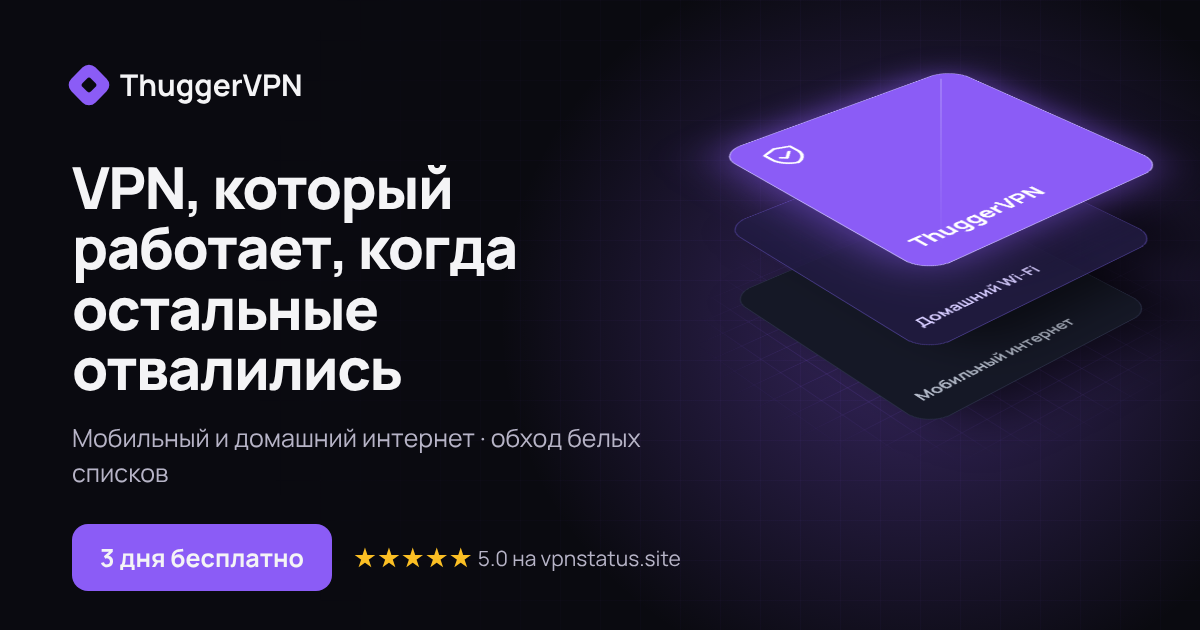 ThuggerVPN
VPN, который
работает, когда
остальные
отвалились
Мобильный и домашний интернет · обход белых
списков
3 дня бесплатно
★★★★★ 5.0 на vpnstatus.site
ThuggerVPN
Домашний Wi-Fi
Мобильный интернет